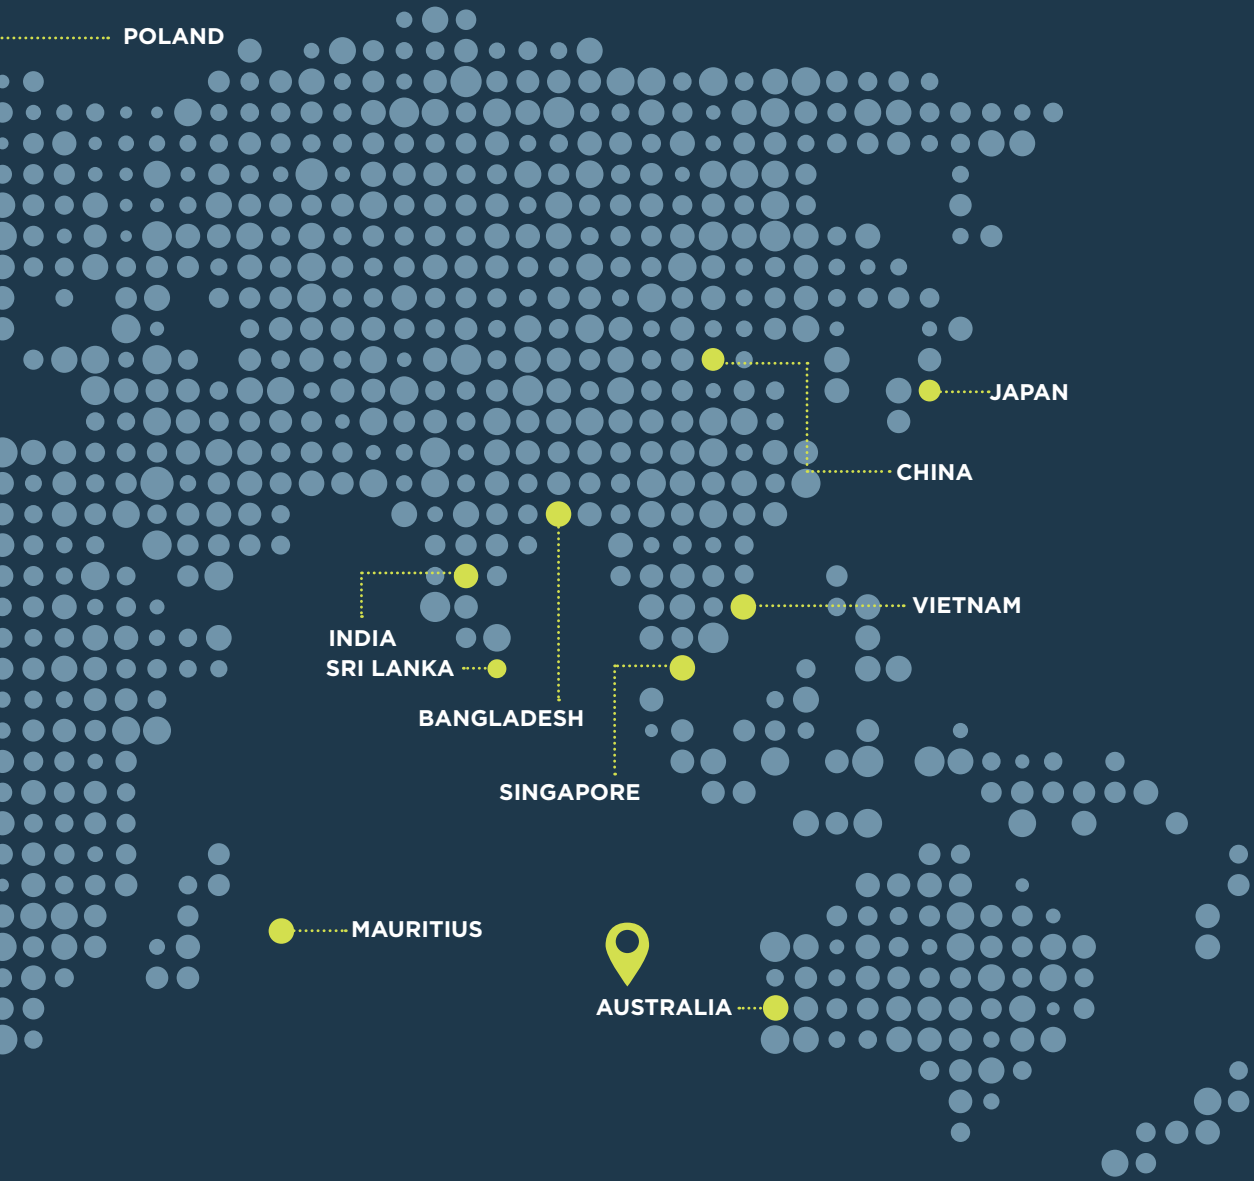 POLAND
JAPAN
CHINA
VIETNAM
INDIA
SRI LANKA
BANGLADESH
SINGAPORE
MAURITIUS
AUSTRALIA